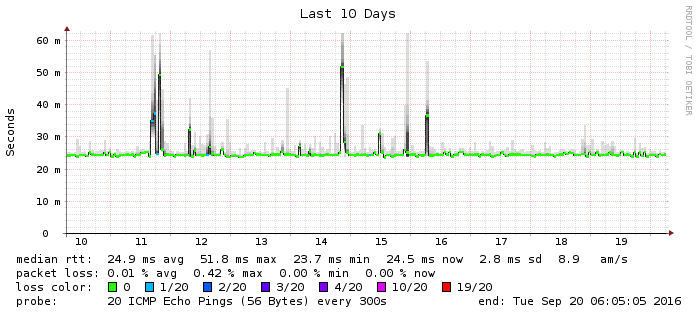 Last 10 Days
RRDTOOL / TOBI OETIKER
Seconds
60 m
50 m
40 m
30 m
20 m
10 m
0
10 11 12 13 14 15 16 17 18 19
median rtt: 24.9 ms avg 51.8 ms max 23.7 ms min 24.5 ms now 2.8 ms sd 8.9 am/s
packet loss: 0.01 % avg 0.42 % max 0.00 % min 0.00 % now
loss color: 0 1/20 2/20 3/20 4/20 10/20 19/20
probe: 20 ICMP Echo Pings (56 Bytes) every 300s end: Tue Sep 20 06:05:05 2016